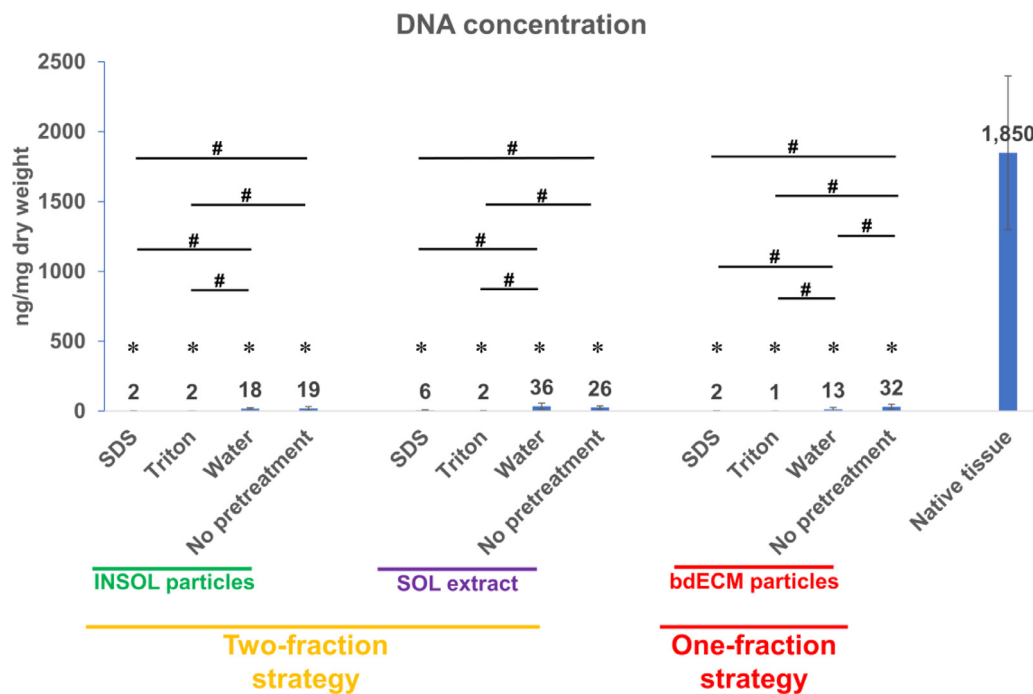 DNA concentration
ng/mg dry weight
2500
2000
1500
1000
500
0
# # #
# # #
#
# # #
# # #
* * * * * * * * * * * *
2 2 18 19 6 2 36 26 2 1 13 32 1,850
SDS Triton Water No pretreatment SDS Triton Water No pretreatment SDS Triton Water No pretreatment Native tissue
INSOL particles SOL extract bdECM particles
Two-fraction One-fraction
strategy strategy